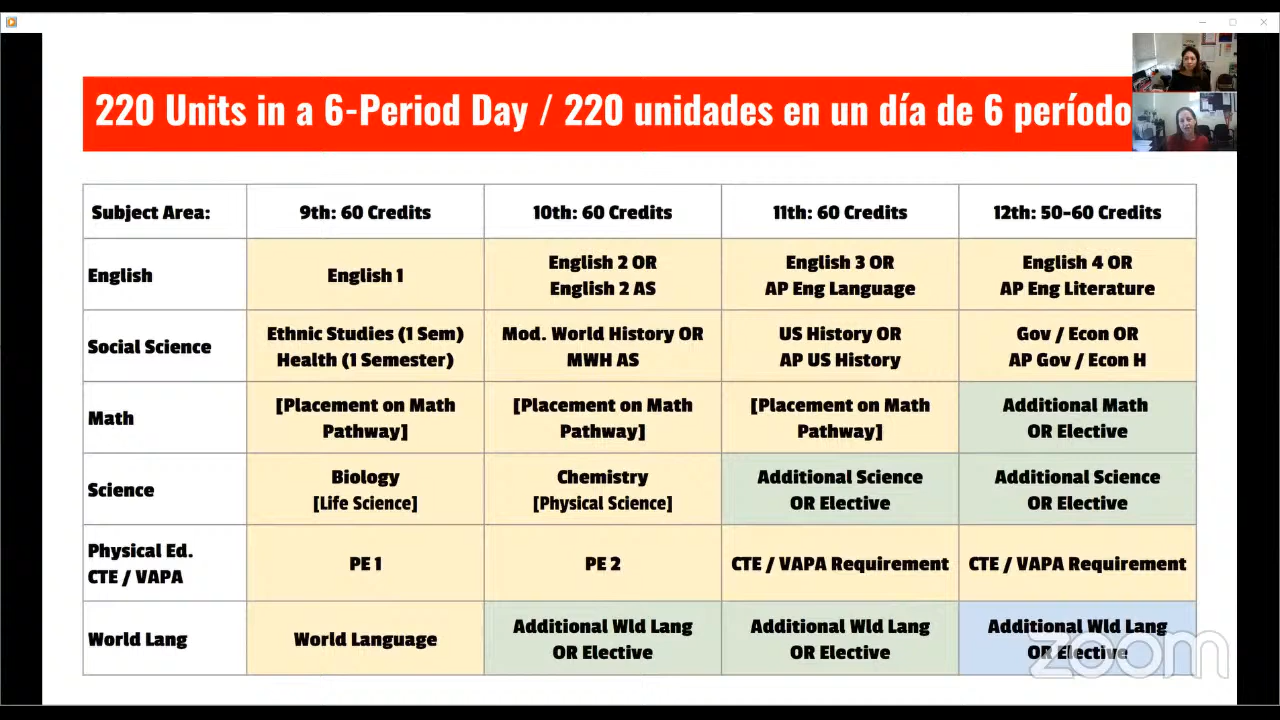 220 Units in a 6-Period Day / 220 unidades en un día de 6 período
Subject Area:
9th: 60 Credits
10th: 60 Credits
11th: 60 Credits
12th: 50-60 Credits
English
English 1
English 2 OR
English 2 AS
English 3 OR
AP Eng Language
English 4 OR
AP Eng Literature
Social Science
Ethnic Studies (1 Sem)
Health (1 Semester)
Mod. World History OR
MWH AS
US History OR
AP US History
Gov / Econ OR
AP Gov / Econ H
Math
[Placement on Math
Pathway]
[Placement on Math
Pathway]
[Placement on Math
Pathway]
Additional Math
OR Elective
Science
Biology
[Life Science]
Chemistry
[Physical Science]
Additional Science
OR Elective
Additional Science
OR Elective
Physical Ed.
CTE / VAPA
PE 1
PE 2
CTE / VAPA Requirement
CTE / VAPA Requirement
World Lang
World Language
Additional Wld Lang
OR Elective
Additional Wld Lang
OR Elective
Additional Wld Lang
OR Elective
zoom